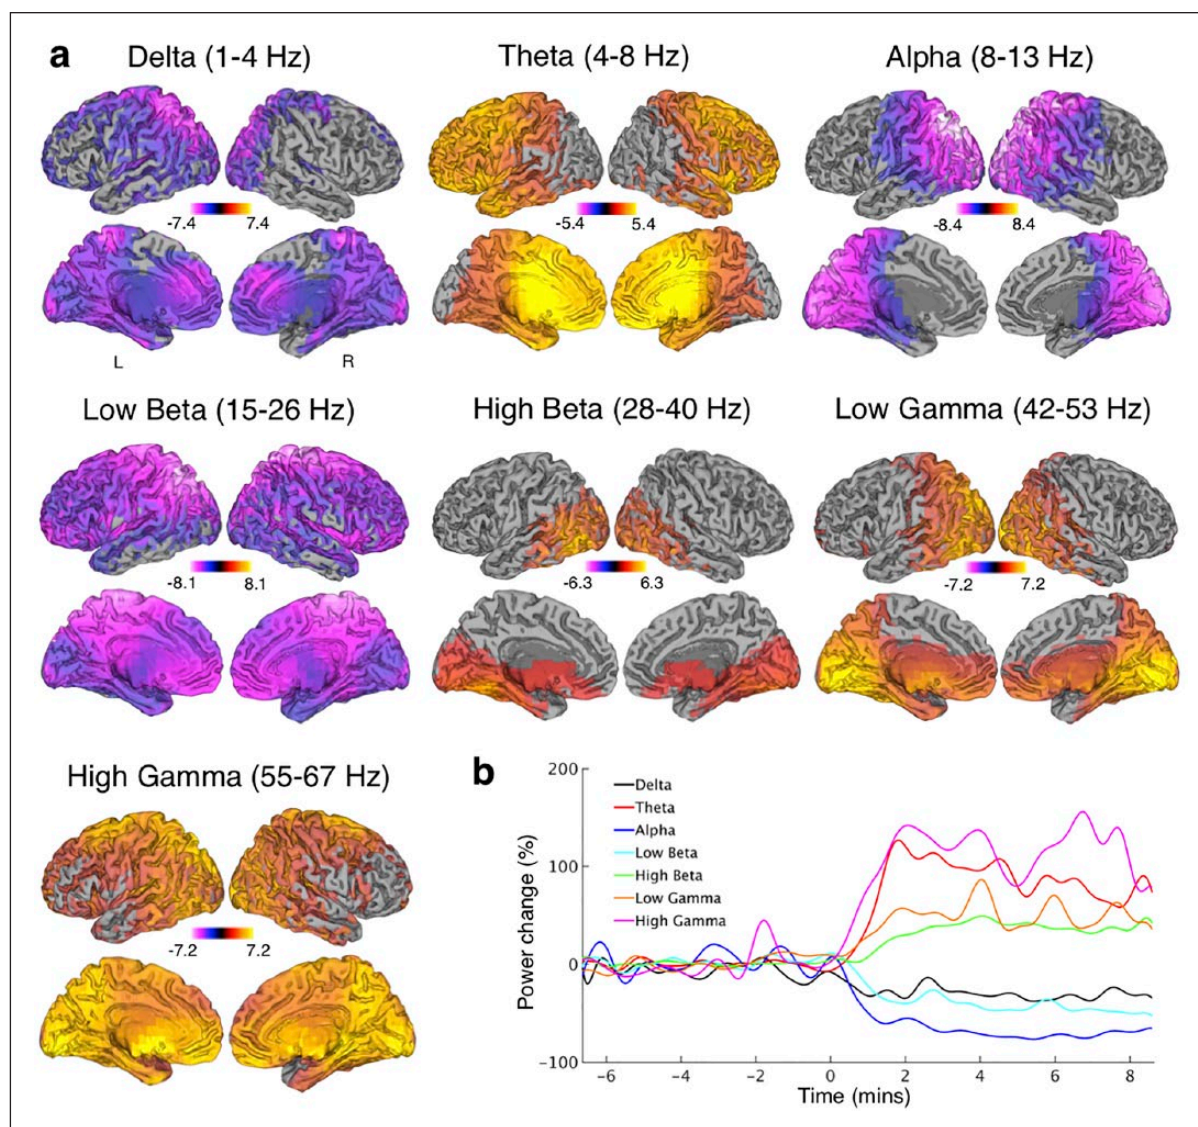 a
Delta (1-4 Hz)
Theta (4-8 Hz)
Alpha (8-13 Hz)
-7.4 7.4
-5.4 5.4
-8.4 8.4
L R
Low Beta (15-26 Hz)
High Beta (28-40 Hz)
Low Gamma (42-53 Hz)
-8.1 8.1
-6.3 6.3
-7.2 7.2
High Gamma (55-67 Hz)
-7.2 7.2
b
200
100
0
−100
Power change (%)
Delta
Theta
Alpha
Low Beta
High Beta
Low Gamma
High Gamma
−6 −4 −2 0 2 4 6 8
Time (mins)